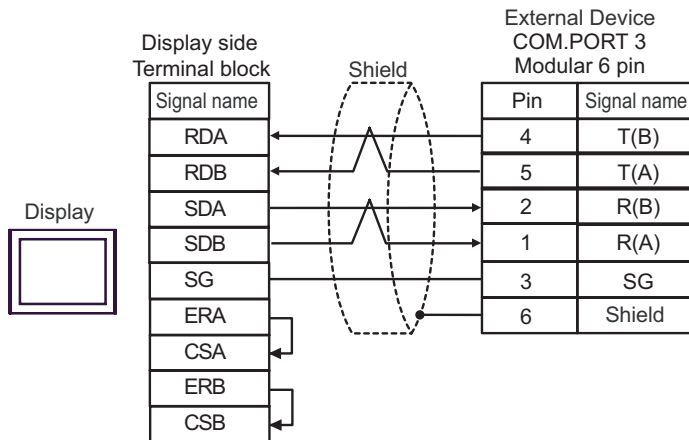 External Device
COM.PORT 3
Modular 6 pin
Display side
Terminal block
Shield
Signal name
Pin Signal name
RDA 4 T(B)
RDB 5 T(A)
Display
SDA 2 R(B)
SDB 1 R(A)
SG 3 SG
ERA 6 Shield
CSA
ERB
CSB